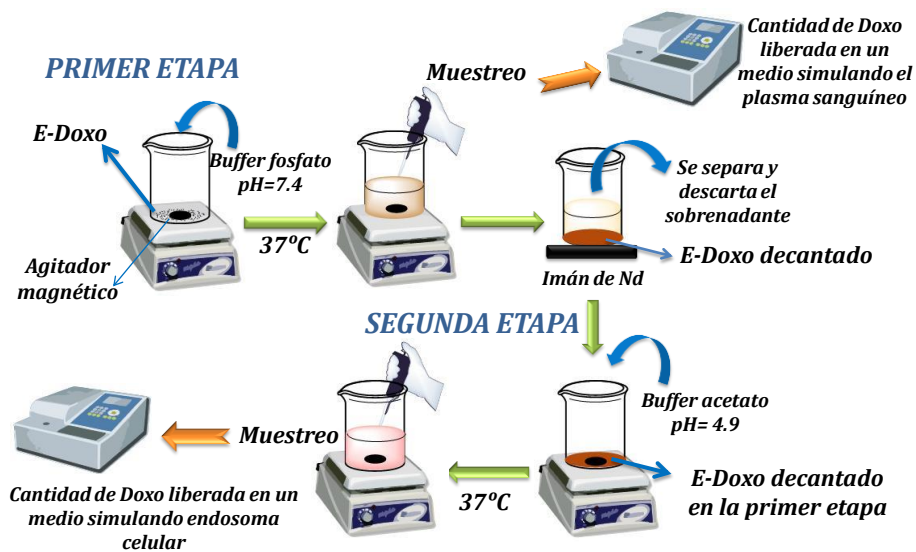 PRIMER ETAPA
E-Doxo
Buffer fosfato
pH=7.4
Agitador
magnético
37ºC
Muestreo
Cantidad de Doxo
liberada en un
medio simulando el
plasma sanguíneo
Se separa y
descarta el
sobrenadante
E-Doxo decantado
Imán de Nd
SEGUNDA ETAPA
Buffer acetato
pH= 4.9
E-Doxo decantado
en la primer etapa
37ºC
Muestreo
Cantidad de Doxo liberada en un
medio simulando endosoma
celular